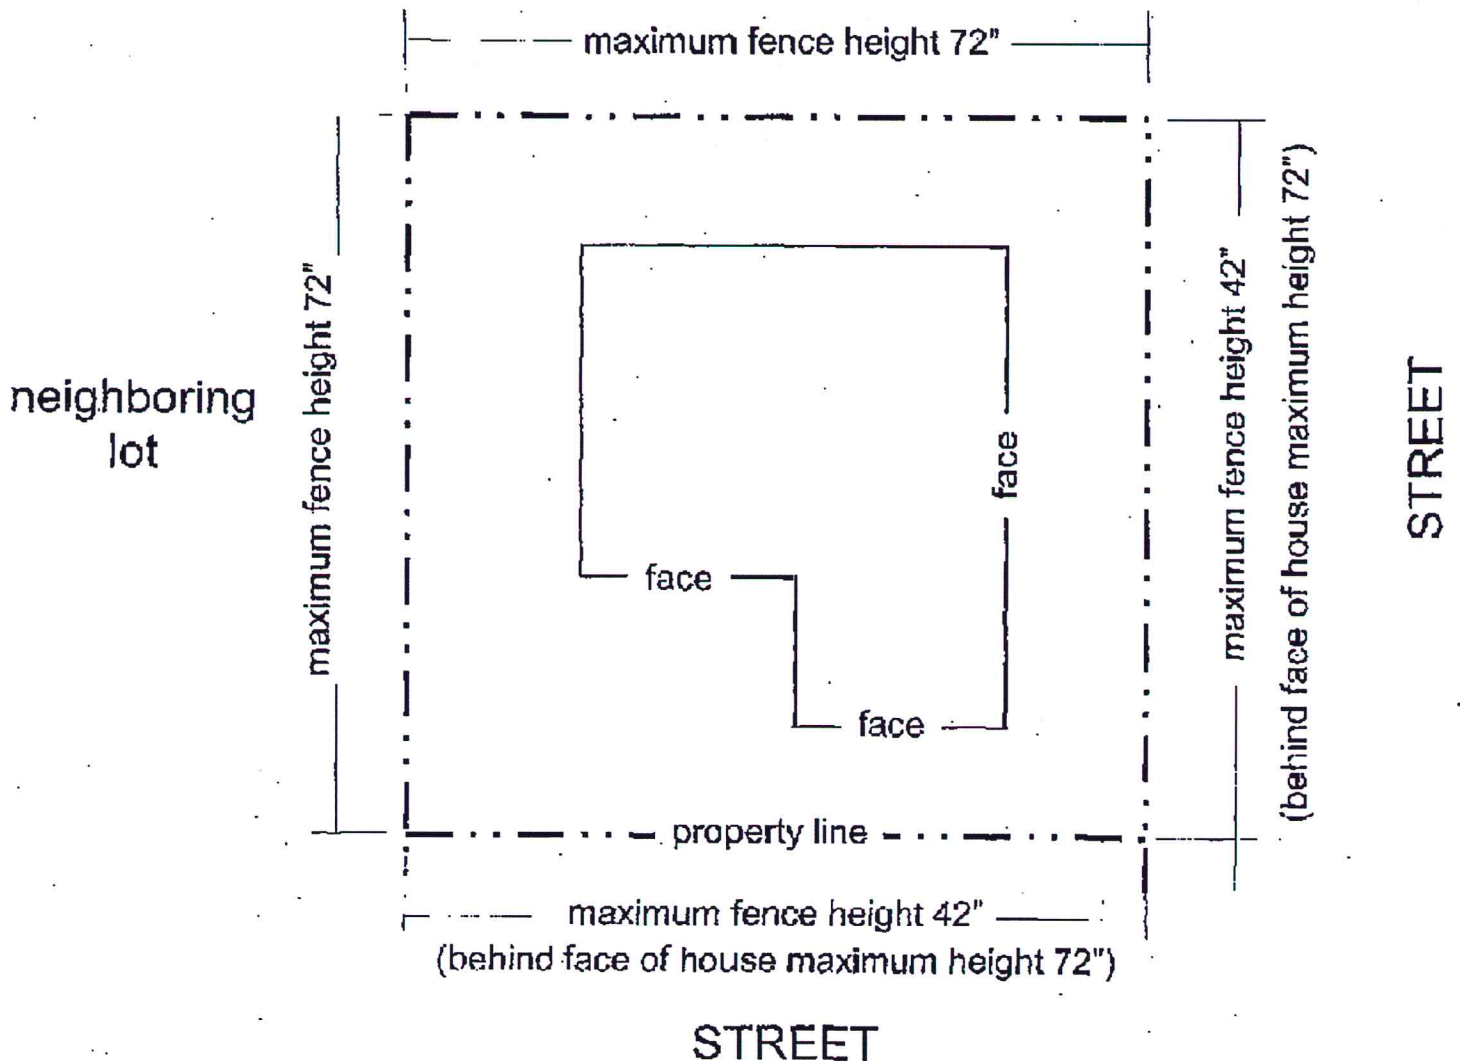 maximum fence height 72"
neighboring
lot
maximum fence height 72"
face
face
face
maximum fence height 42"
(behind face of house maximum height 72")
STREET
property line
maximum fence height 42"
(behind face of house maximum height 72")
STREET